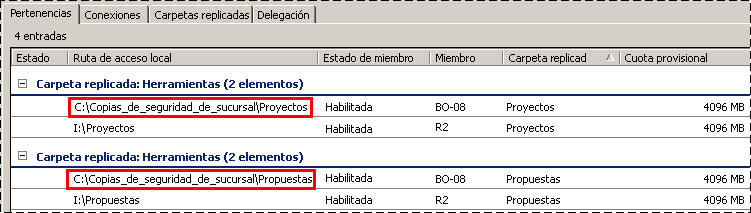 Pertenencias Conexiones Carpetas replicadas Delegación
4 entradas
Estado Ruta de acceso local Estado de miembro Miembro Carpeta replicad Cuota provisional
Carpeta replicada: Herramientas (2 elementos)
C:\Copias_de_seguridad_de_sucursal\Proyectos Habilitada BO-08 Proyectos 4096 MB
I:\Proyectos Habilitada R2 Proyectos 4096 MB
Carpeta replicada: Herramientas (2 elementos)
C:\Copias_de_seguridad_de_sucursal\Propuestas Habilitada BO-08 Propuestas 4096 MB
I:\Propuestas Habilitada R2 Propuestas 4096 MB